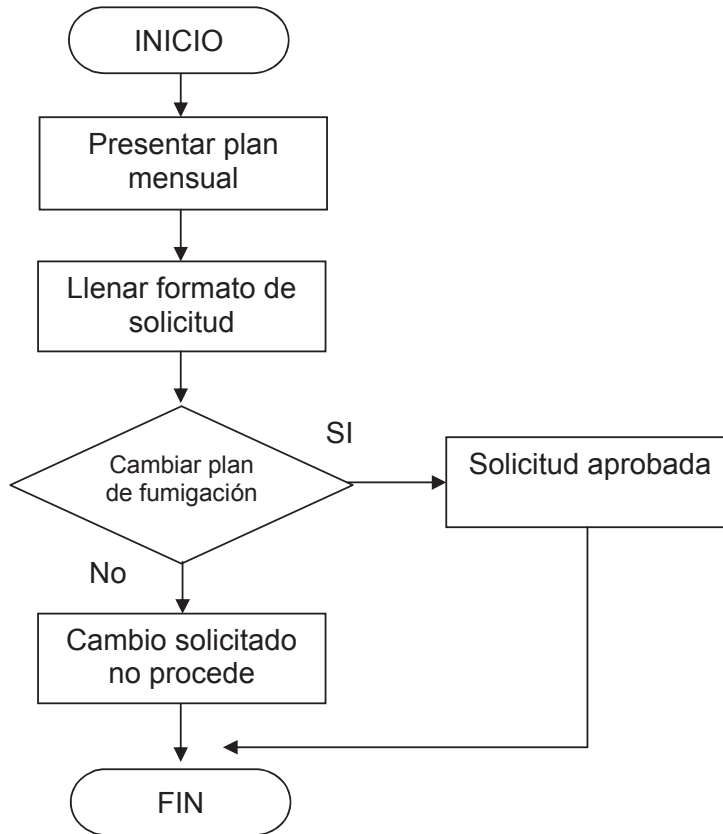 INICIO
Presentar plan
mensual
Llenar formato de
solicitud
SI
Cambiar plan
de fumigación
Solicitud aprobada
No
Cambio solicitado
no procede
FIN